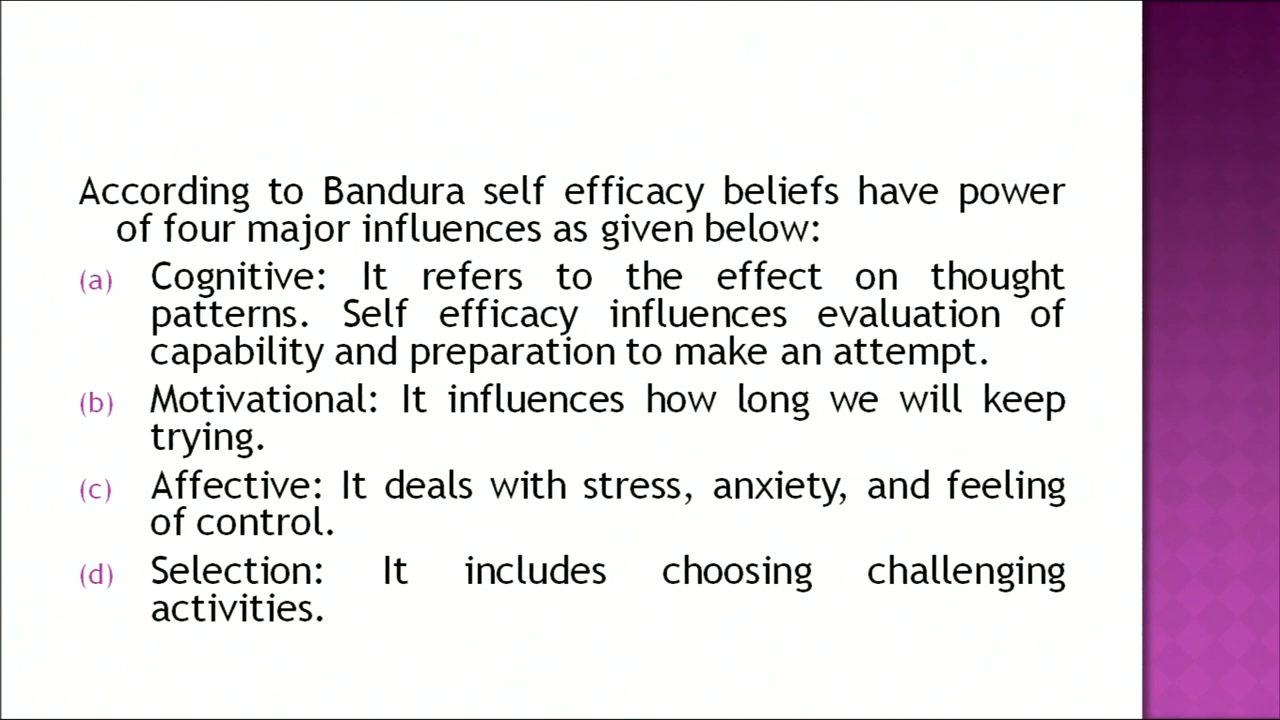 According to Bandura self efficacy beliefs have power
of four major influences as given below:
(a) Cognitive: It refers to the effect on thought
patterns. Self efficacy influences evaluation of
capability and preparation to make an attempt.
(b) Motivational: It influences how long we will keep
trying.
(c) Affective: It deals with stress, anxiety, and feeling
of control.
(d) Selection: It includes choosing challenging
activities.